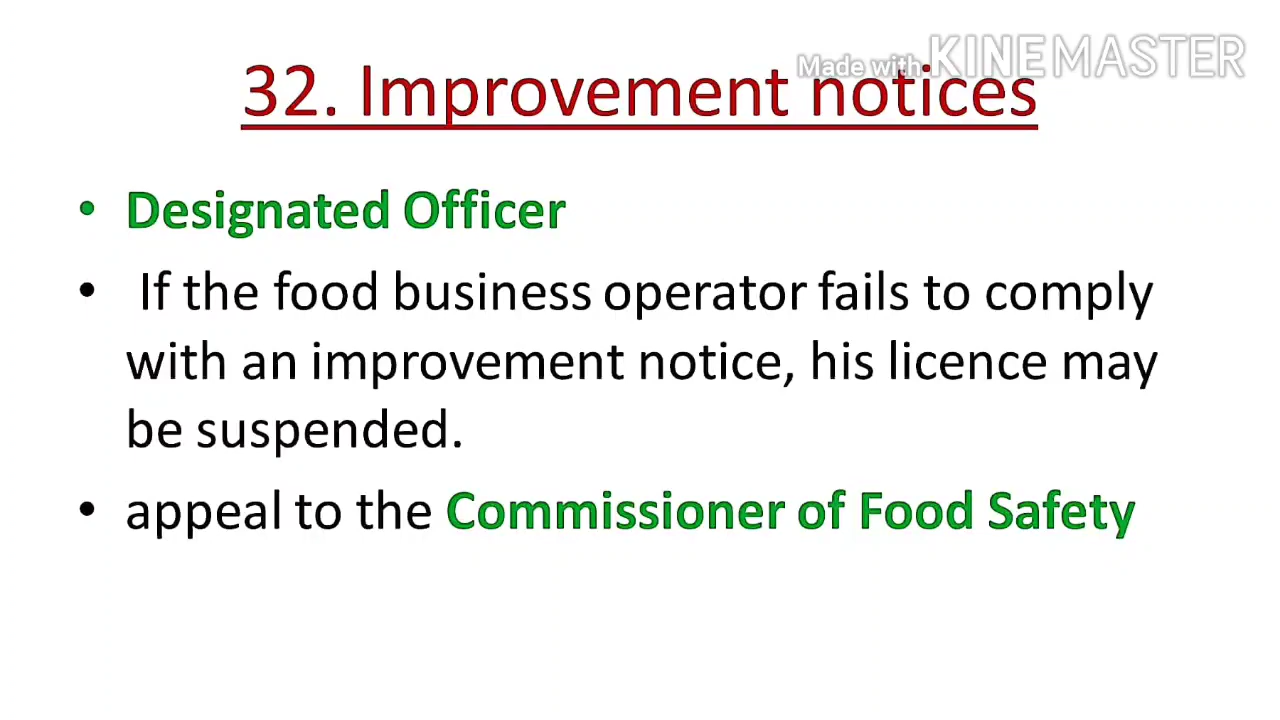 Made with KINEMASTER
32. Improvement notices
• Designated Officer
• If the food business operator fails to comply
with an improvement notice, his licence may
be suspended.
• appeal to the Commissioner of Food Safety